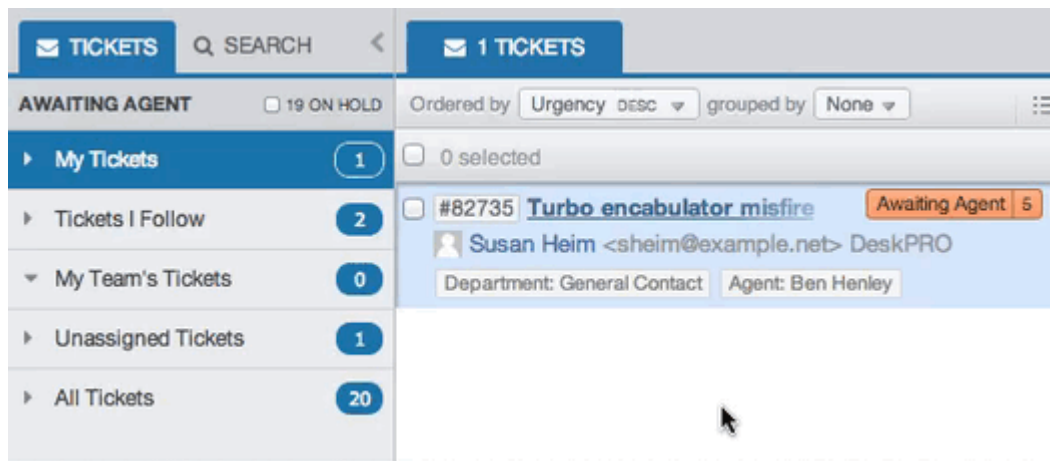 TICKETS
SEARCH
AWAITING AGENT
19 ON HOLD
My Tickets 1
Tickets I Follow 2
My Team's Tickets 0
Unassigned Tickets 1
All Tickets 20
1 TICKETS
Ordered by Urgency DESC grouped by None
0 selected
#82735 Turbo encabulator misfire Awaiting Agent 5
Susan Heim <sheim@example.net> DeskPRO
Department: General Contact Agent: Ben Henley